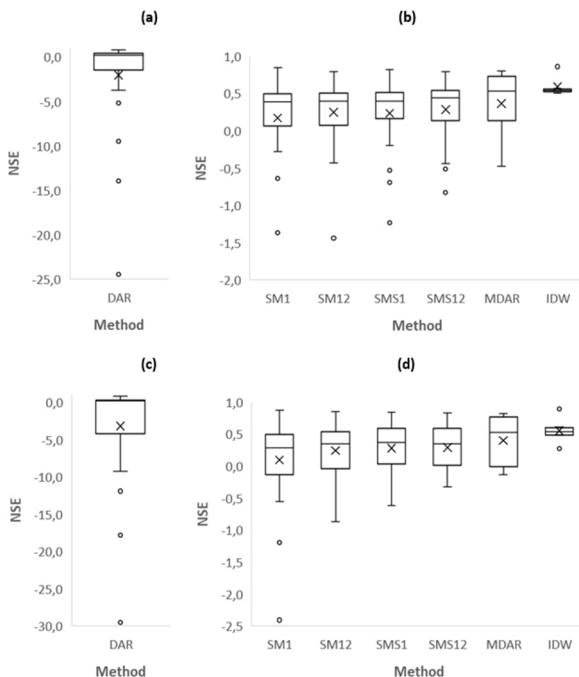 (a)
0,0
-5,0
-10,0
-15,0
-20,0
-25,0
NSE
DAR
Method
(b)
1,0
0,5
0,0
-0,5
-1,0
-1,5
-2,0
NSE
SM1 SM12 SMS1 SMS12 MDAR IDW
Method
(c)
0,0
-5,0
-10,0
-15,0
-20,0
-25,0
-30,0
NSE
DAR
Method
(d)
1,0
0,5
0,0
-0,5
-1,0
-1,5
-2,0
-2,5
NSE
SM1 SM12 SMS1 SMS12 MDAR IDW
Method